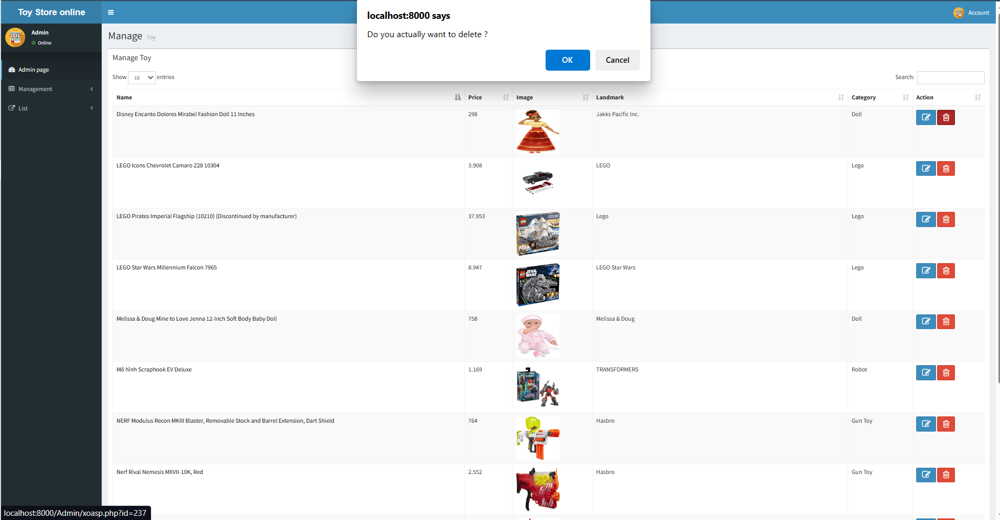 Toy Store online
localhost:8000 says
Do you actually want to delete ?
OK
Cancel
Account
Admin
Online
Admin page
Management
List
Manage Toy
Manage Toy
Show 10 entries
Search:
Name Price Image Landmark Category Action
Disney Encanto Dolores Mirabel Fashion Doll 11 Inches 298 Jakks Pacific Inc. Doll
LEGO Icons Chevrolet Camaro Z28 10304 3.908 LEGO Lego
LEGO Pirates Imperial Flagship (10210) (Discontinued by manufacturer) 37.953 Lego Lego
LEGO Star Wars Millennium Falcon 7965 8.947 LEGO Star Wars Lego
STAR WARS
Melissa & Doug Mine to Love Jenna 12-Inch Soft Body Baby Doll 758 Melissa & Doug Doll
Mô hình Scraphook EV Deluxe 1.169 TRANSFORMERS Robot
NERF Modulus Recon MKIII Blaster, Removable Stock and Barrel Extension, Dart Shield 764 Hasbro Gun Toy
Nerf Rival Nemesis MXVII-10K, Red 2.552 Hasbro Gun Toy
localhost:8000/Admin/xoasp.php?id=237